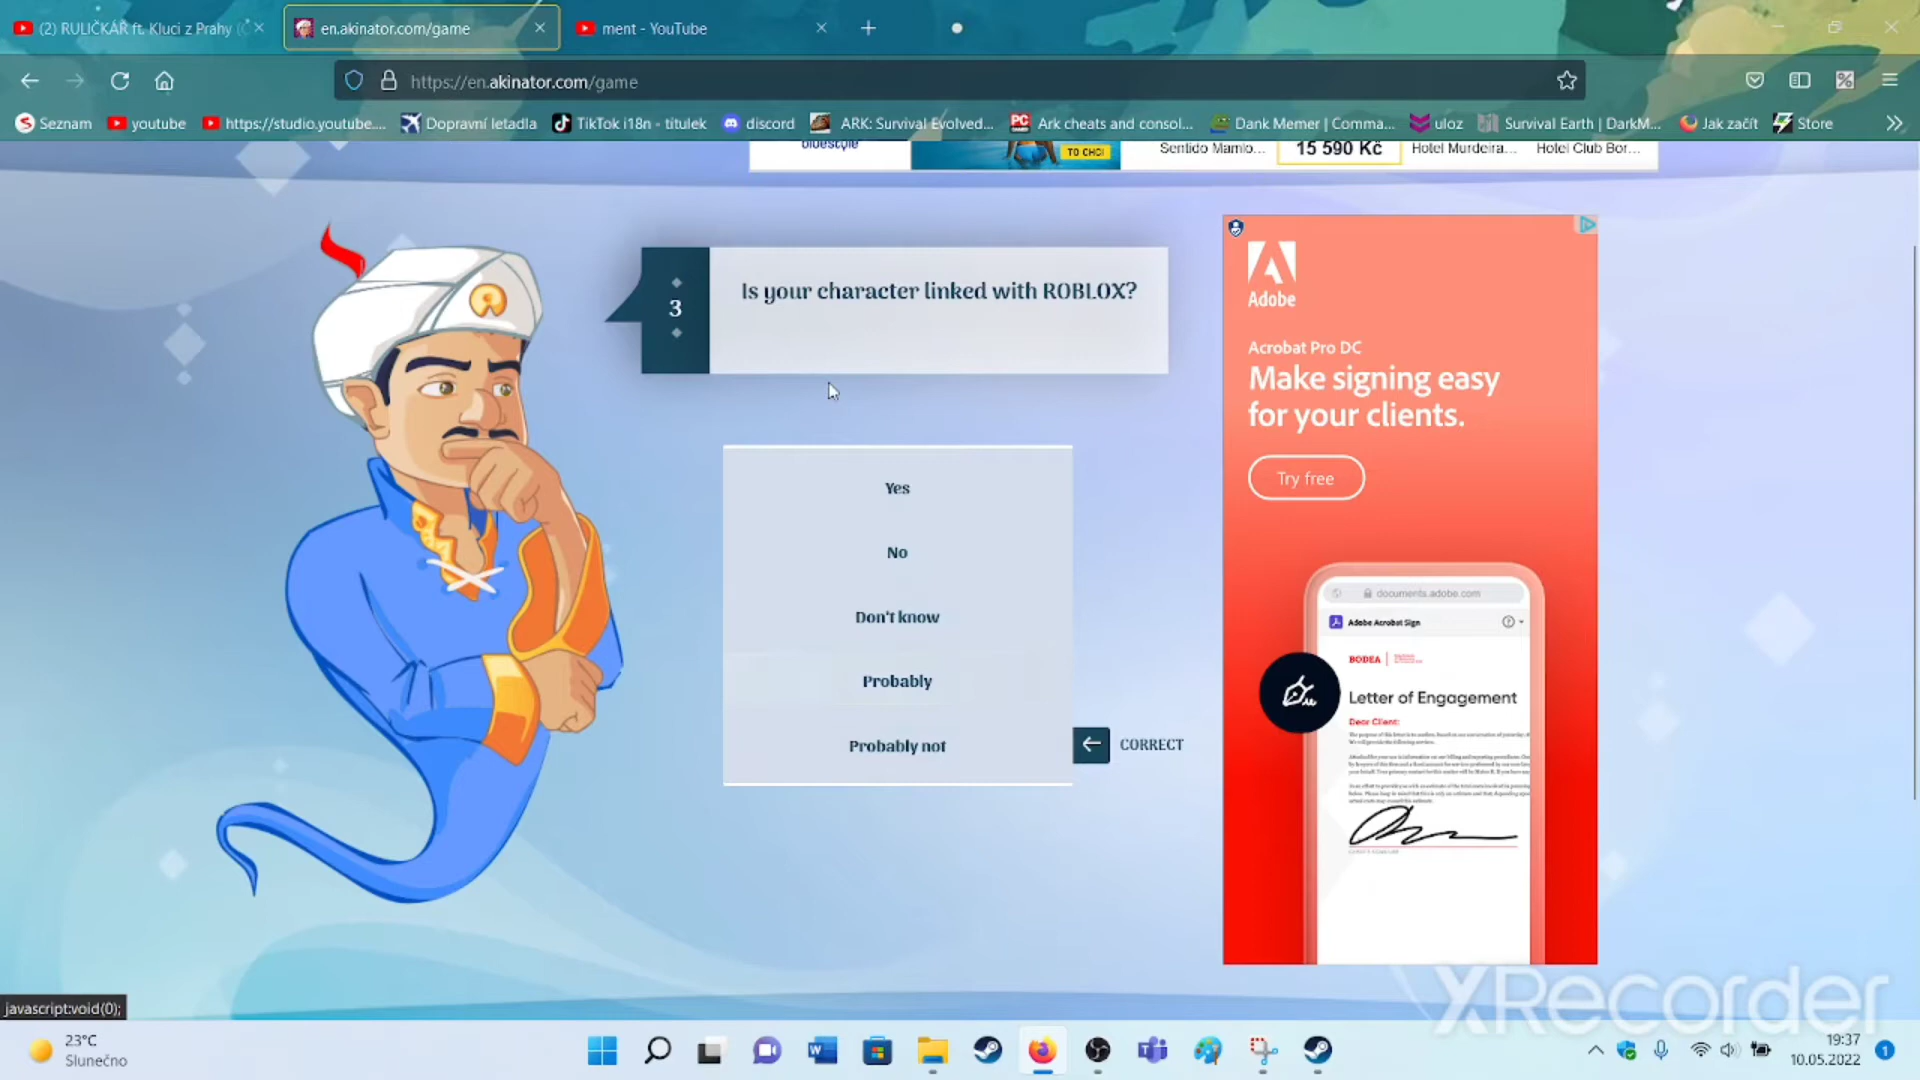 (2) RULIČKÁŘ ft. Kluci z Prahy
en.akinator.com/game
ment - YouTube
https://en.akinator.com/game
Seznam
youtube
https://studio.youtube....
Dopravní letadla
TikTok i18n - titulek
discord
ARK: Survival Evolved...
Ark cheats and consol...
Dank Memer | Comma...
uloz
Survival Earth | DarkM...
Jak začít
Store
bluestyle
TO CHCI
Sentido Mamlo...
15 590 Kč
Hotel Murdeira...
Hotel Club Bor...
3
Is your character linked with ROBLOX?
Yes
No
Don't know
Probably
Probably not
CORRECT
Adobe
Acrobat Pro DC
Make signing easy
for your clients.
Try free
documents.adobe.com
Adobe Acrobat Sign
BODEA
Letter of Engagement
Dear Client:
javascript:void(0);
XRecorder
23°C
Slunečno
19:37
10.05.2022
1